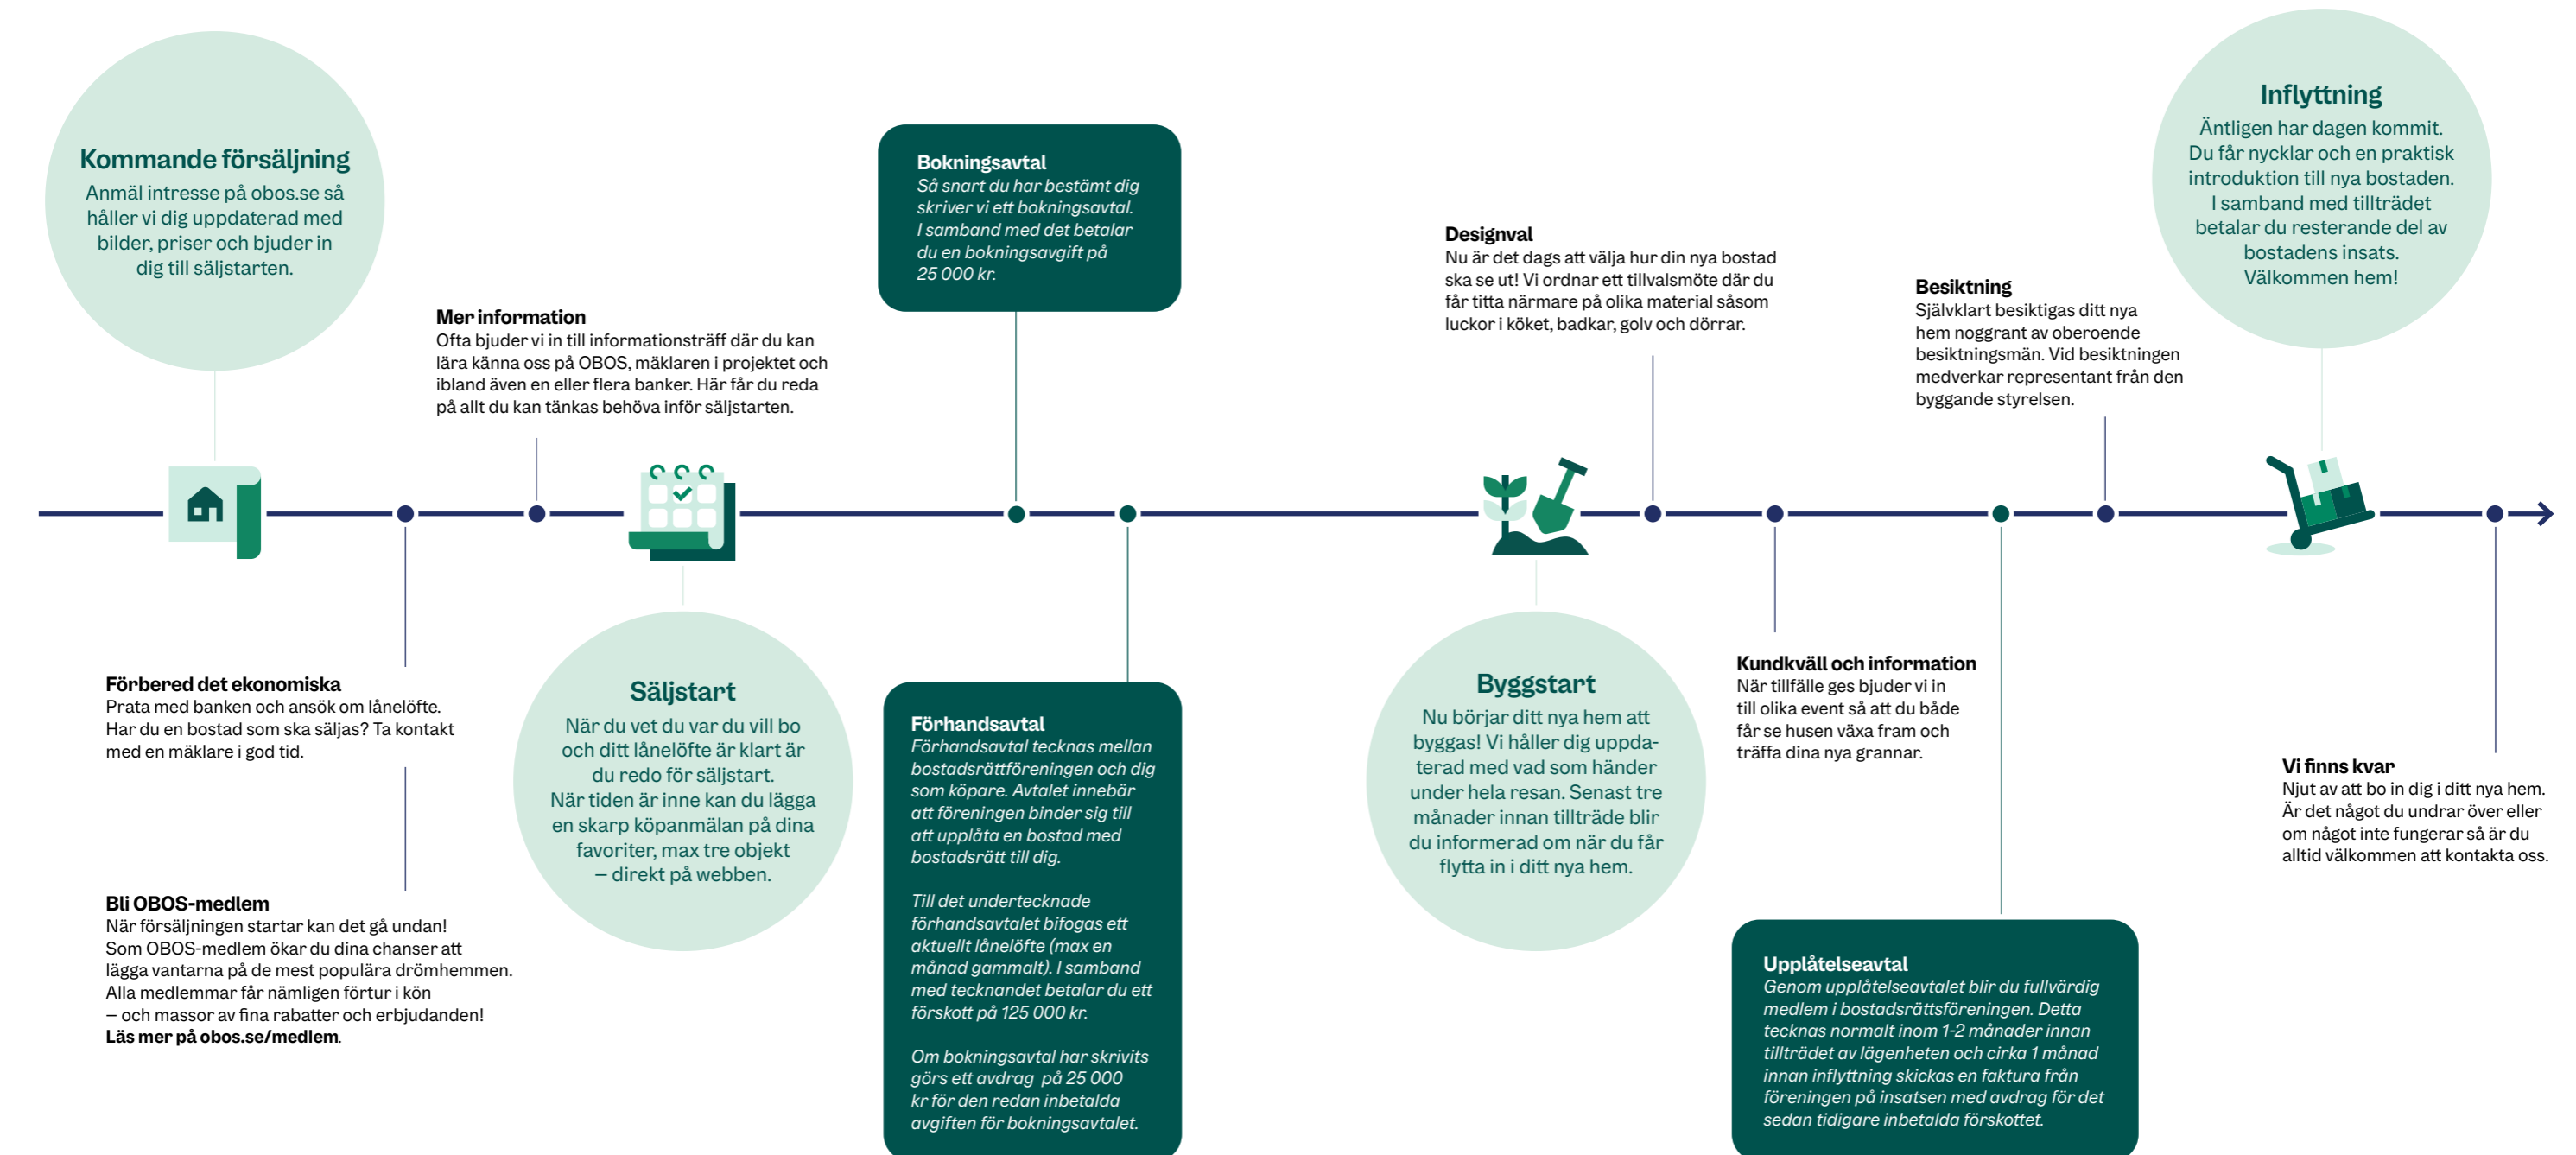 Kommande försäljning
Anmäl intresse på obos.se så
håller vi dig uppdaterad med
bilder, priser och bjuder in
dig till säljstarten.
Förbered det ekonomiska
Prata med banken och ansök om lånelöfte.
Har du en bostad som ska säljas? Ta kontakt
med en mäklare i god tid.
Bli OBOS-medlem
När försäljningen startar kan det gå undan!
Som OBOS-medlem ökar du dina chanser att
lägga vantarna på de mest populära drömhemmen.
Alla medlemmar får nämligen förtur i kön
– och massor av fina rabatter och erbjudanden!
Läs mer på obos.se/medlem.
Mer information
Ofta bjuder vi in till informationsträff där du kan
lära känna oss på OBOS, mäklaren i projektet och
ibland även en eller flera banker. Här får du reda
på allt du kan tänkas behöva inför säljstarten.
Säljstart
När du vet du var du vill bo
och ditt lånelöfte är klart är
du redo för säljstart.
När tiden är inne kan du lägga
en skarp köpanmälan på dina
favoriter, max tre objekt
– direkt på webben.
Bokningsavtal
Så snart du har bestämt dig
skriver vi ett bokningsavtal.
I samband med det betalar
du en bokningsavgift på
25 000 kr.
Förhandsavtal
Förhandsavtal tecknas mellan
bostadsrättföreningen och dig
som köpare. Avtalet innebär
att föreningen binder sig till
att upplåta en bostad med
bostadsrätt till dig.
Till det undertecknade
förhandsavtalet bifogas ett
aktuellt lånelöfte (max en
månad gammalt). I samband
med tecknandet betalar du ett
förskott på 125 000 kr.
Om bokningsavtal har skrivits
görs ett avdrag på 25 000
kr för den redan inbetalda
avgiften för bokningsavtalet.
Byggstart
Nu börjar ditt nya hem att
byggas! Vi håller dig uppda-
terad med vad som händer
under hela resan. Senast tre
månader innan tillträde blir
du informerad om när du får
flytta in i ditt nya hem.
Designval
Nu är det dags att välja hur din nya bostad
ska se ut! Vi ordnar ett tillvalsmöte där du
får titta närmare på olika material såsom
luckor i köket, badkar, golv och dörrar.
Kundkväll och information
När tillfälle ges bjuder vi in
till olika event så att du både
får se husen växa fram och
träffa dina nya grannar.
Upplåtelseavtal
Genom upplåtelseavtalet blir du fullvärdig
medlem i bostadsrättsföreningen. Detta
tecknas normalt inom 1-2 månader innan
tillträdet av lägenheten och cirka 1 månad
innan inflyttning skickas en faktura från
föreningen på insatsen med avdrag för det
sedan tidigare inbetalda förskottet.
Besiktning
Självklart besiktigas ditt nya
hem noggrant av oberoende
besiktningsmän. Vid besiktningen
medverkar representant från den
byggande styrelsen.
Inflyttning
Äntligen har dagen kommit.
Du får nycklar och en praktisk
introduktion till nya bostaden.
I samband med tillträdet
betalar du resterande del av
bostadens insats.
Välkommen hem!
Vi finns kvar
Njut av att bo in dig i ditt nya hem.
Är det något du undrar över eller
om något inte fungerar så är du
alltid välkommen att kontakta oss.